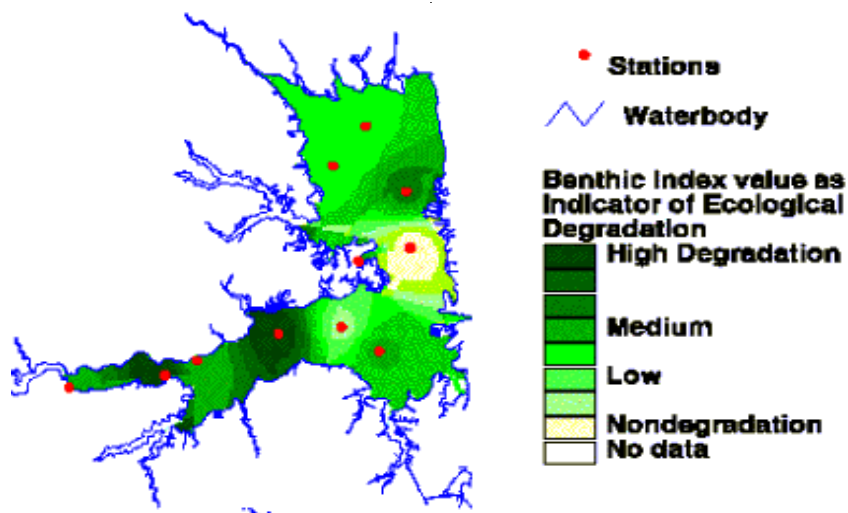 Stations
Waterbody
Benthic Index value as
Indicator of Ecological
Degradation
High Degradation
Medium
Low
Nondegradation
No data